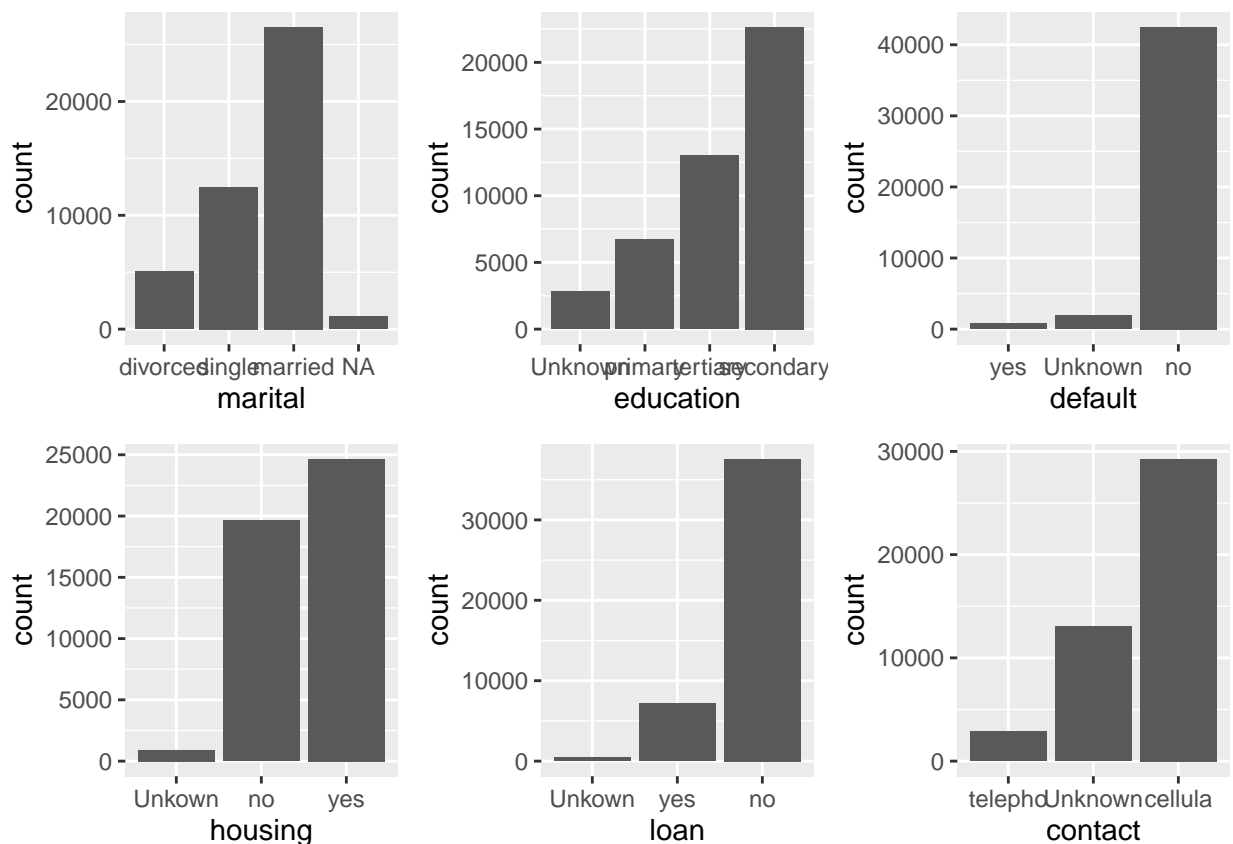 20000
10000
0
count
divorced single married NA
marital
20000
15000
10000
5000
0
count
Unknown primary tertiary secondary
education
40000
30000
20000
10000
0
count
yes Unknown no
default
25000
20000
15000
10000
5000
0
count
Unkown no yes
housing
30000
20000
10000
0
count
Unkown yes no
loan
30000
20000
10000
0
count
telepho Unknown cellula
contact